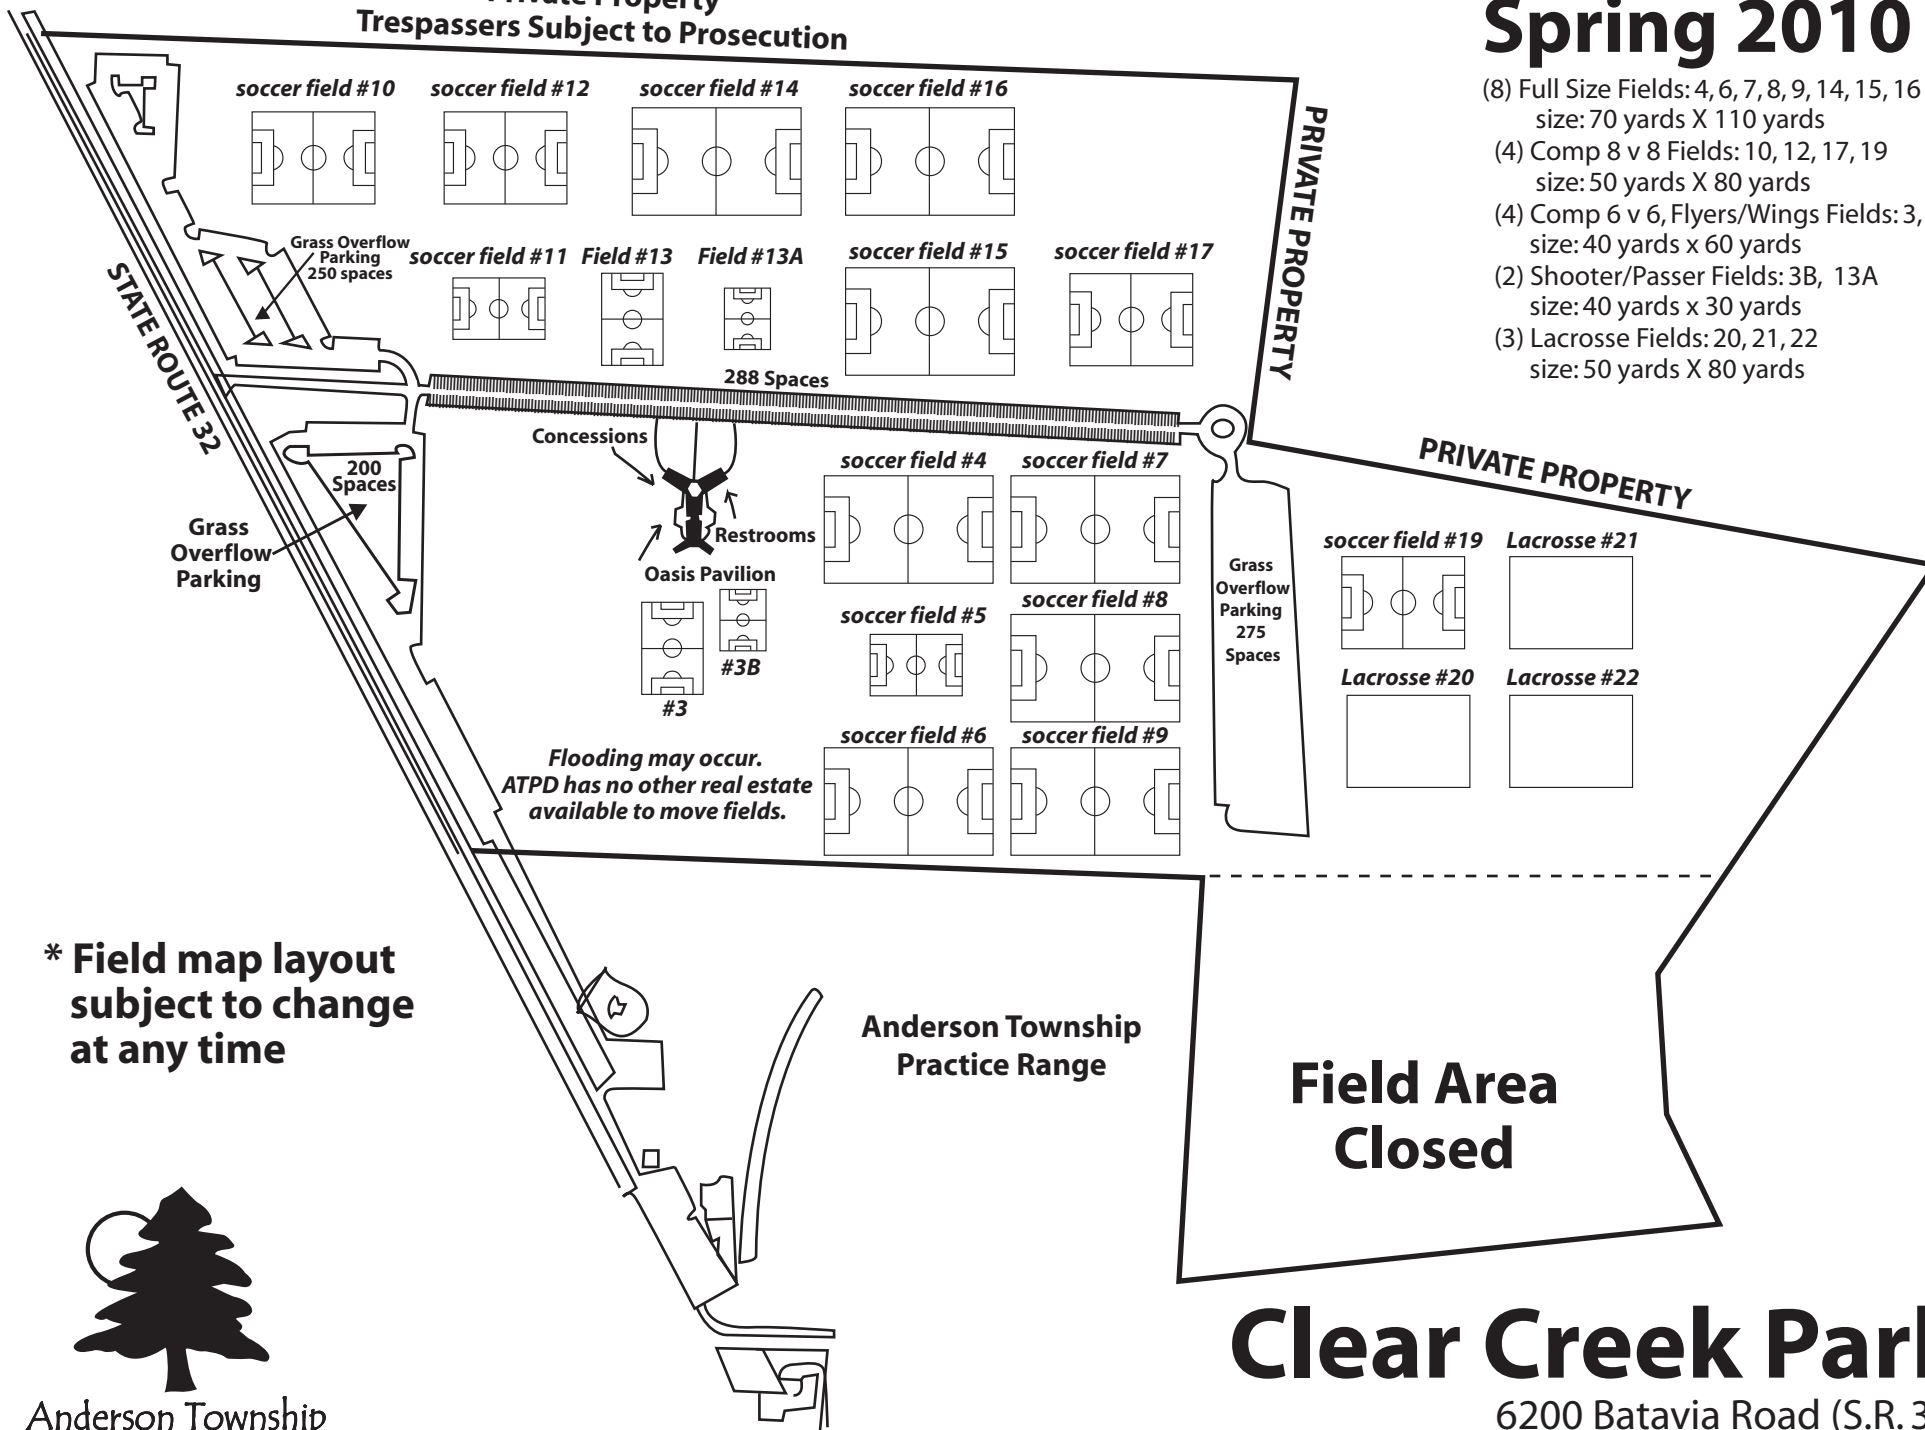 Private Property
Trespassers Subject to Prosecution
Spring 2010
(8) Full Size Fields: 4, 6, 7, 8, 9, 14, 15, 16
size: 70 yards X 110 yards
(4) Comp 8 v 8 Fields: 10, 12, 17, 19
size: 50 yards X 80 yards
(4) Comp 6 v 6, Flyers/Wings Fields: 3,
size: 40 yards x 60 yards
(2) Shooter/Passer Fields: 3B, 13A
size: 40 yards x 30 yards
(3) Lacrosse Fields: 20, 21, 22
size: 50 yards X 80 yards
soccer field #10
soccer field #12
soccer field #14
soccer field #16
PRIVATE PROPERTY
Grass Overflow
Parking
250 spaces
soccer field #11
Field #13
Field #13A
soccer field #15
soccer field #17
STATE ROUTE 32
288 Spaces
Concessions
200
Spaces
Grass
Overflow
Parking
Restrooms
Oasis Pavilion
soccer field #4
soccer field #7
PRIVATE PROPERTY
Grass
Overflow
Parking
275
Spaces
soccer field #19
Lacrosse #21
soccer field #5
soccer field #8
#3B
#3
Lacrosse #20
Lacrosse #22
soccer field #6
soccer field #9
Flooding may occur.
ATPD has no other real estate
available to move fields.
* Field map layout
subject to change
at any time
Anderson Township
Practice Range
Field Area
Closed
Anderson Township
Clear Creek Park
6200 Batavia Road (S.R. 3